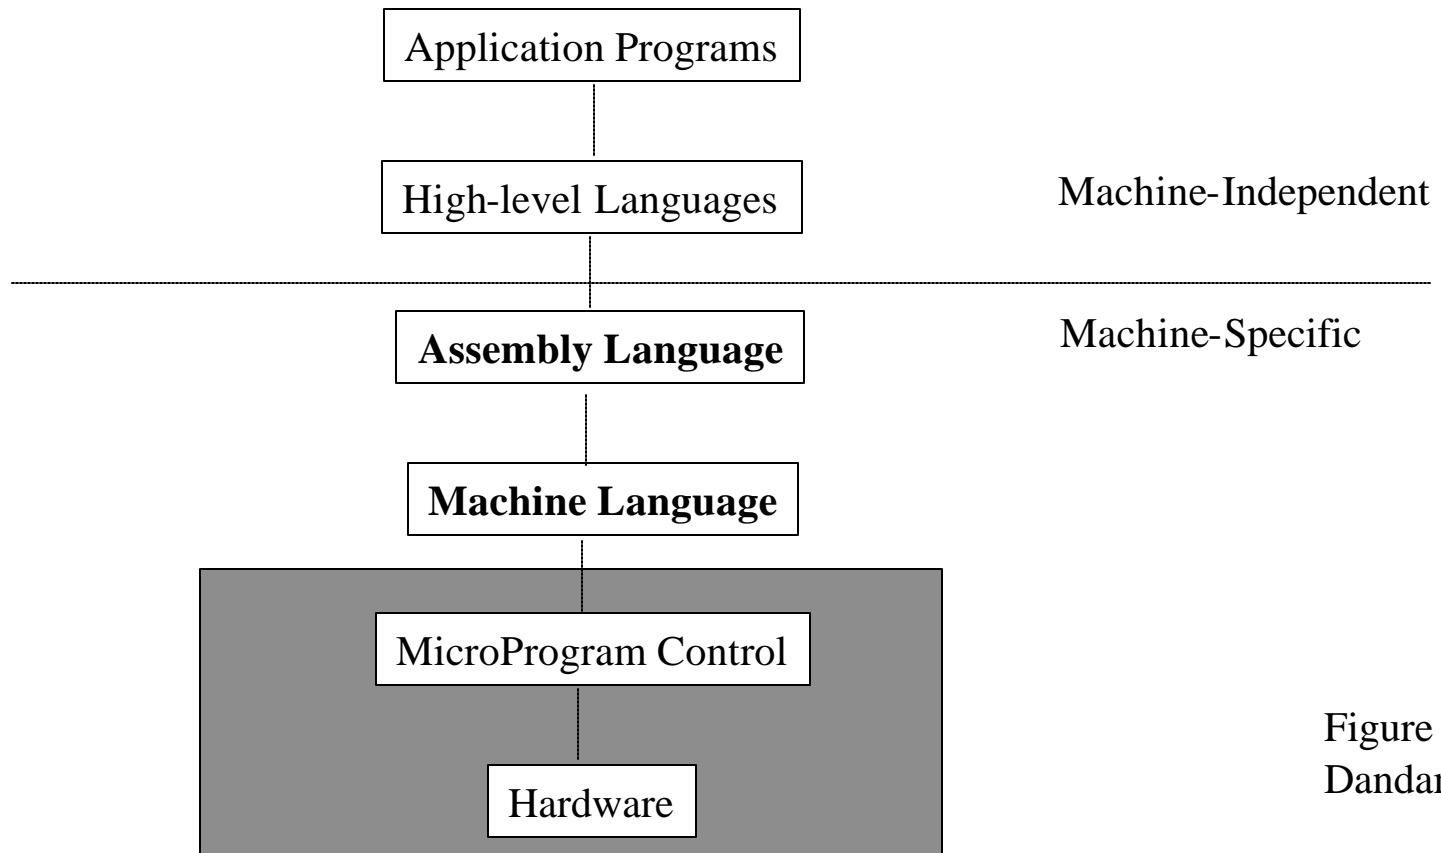 Application Programs
High-level Languages
Machine-Independent
Assembly Language
Machine-Specific
Machine Language
MicroProgram Control
Hardware
Figure